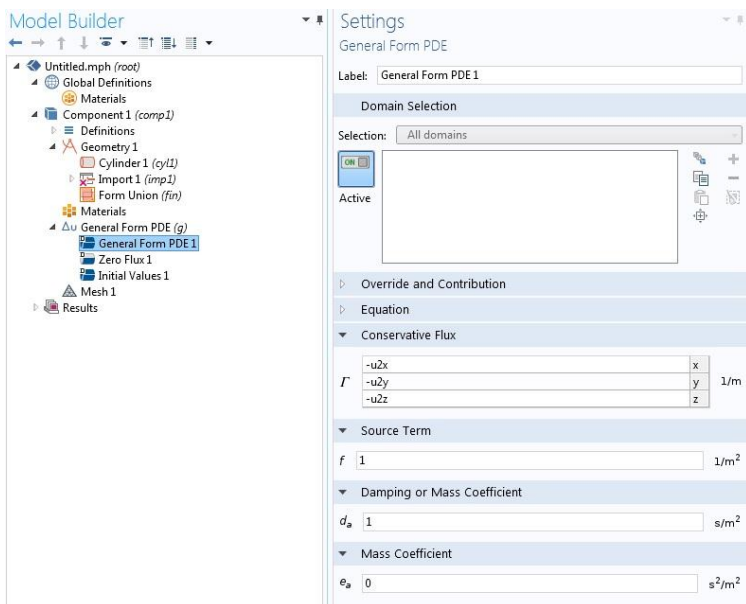 Model Builder
Untitled.mph (root)
Global Definitions
Materials
Component 1 (comp1)
Definitions
Geometry 1
Cylinder 1 (cyl1)
Import 1 (imp1)
Form Union (fin)
Materials
Δu General Form PDE (g)
General Form PDE 1
Zero Flux 1
Initial Values 1
Mesh 1
Results
Settings
General Form PDE
Label: General Form PDE 1
Domain Selection
Selection: All domains
ON
Active
Override and Contribution
Equation
Conservative Flux
-u2x x
Γ -u2y y 1/m
-u2z z
Source Term
f 1 1/m²
Damping or Mass Coefficient
dₐ 1 s/m²
Mass Coefficient
eₐ 0 s²/m²